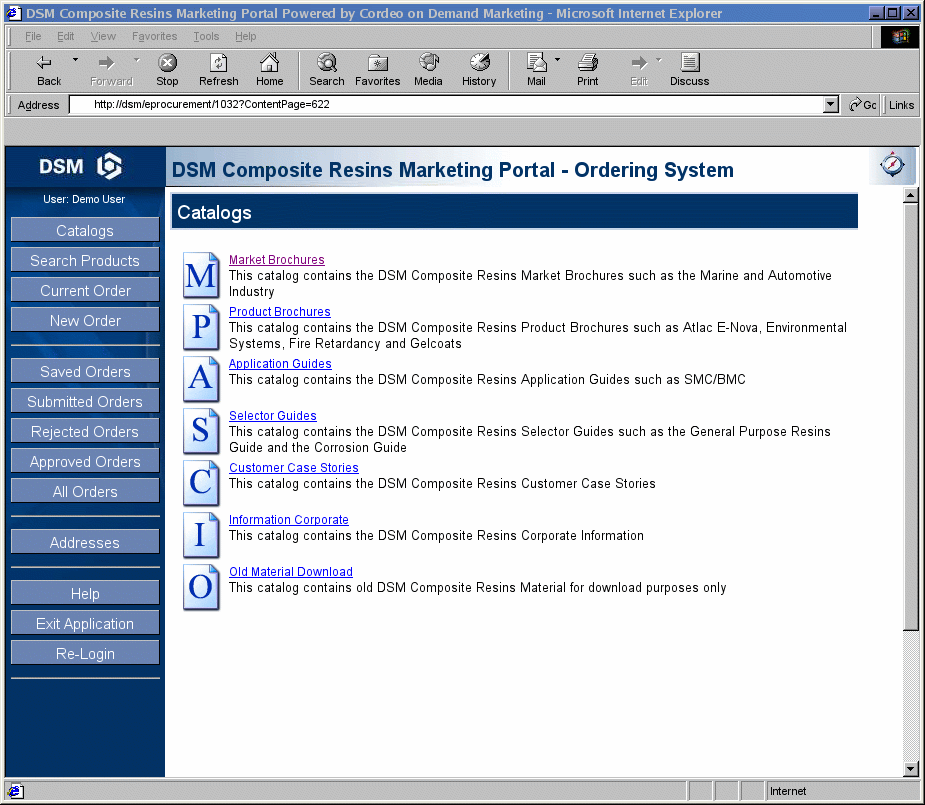 DSM Composite Resins Marketing Portal Powered by Cordeo on Demand Marketing - Microsoft Internet Explorer
File Edit View Favorites Tools Help
Back Forward Stop Refresh Home Search Favorites Media History Mail Print Edit Discuss
Address http://dsm/eprocurement/1032?ContentPage=622 Go Links
DSM
DSM Composite Resins Marketing Portal - Ordering System
User: Demo User
Catalogs
Search Products
Current Order
New Order
Saved Orders
Submitted Orders
Rejected Orders
Approved Orders
All Orders
Addresses
Help
Exit Application
Re-Login
Catalogs
M
Market Brochures
This catalog contains the DSM Composite Resins Market Brochures such as the Marine and Automotive
Industry
P
Product Brochures
This catalog contains the DSM Composite Resins Product Brochures such as Atlac E-Nova, Environmental
Systems, Fire Retardancy and Gelcoats
A
Application Guides
This catalog contains the DSM Composite Resins Application Guides such as SMC/BMC
S
Selector Guides
This catalog contains the DSM Composite Resins Selector Guides such as the General Purpose Resins
Guide and the Corrosion Guide
C
Customer Case Stories
This catalog contains the DSM Composite Resins Customer Case Stories
I
Information Corporate
This catalog contains the DSM Composite Resins Corporate Information
O
Old Material Download
This catalog contains old DSM Composite Resins Material for download purposes only
Internet